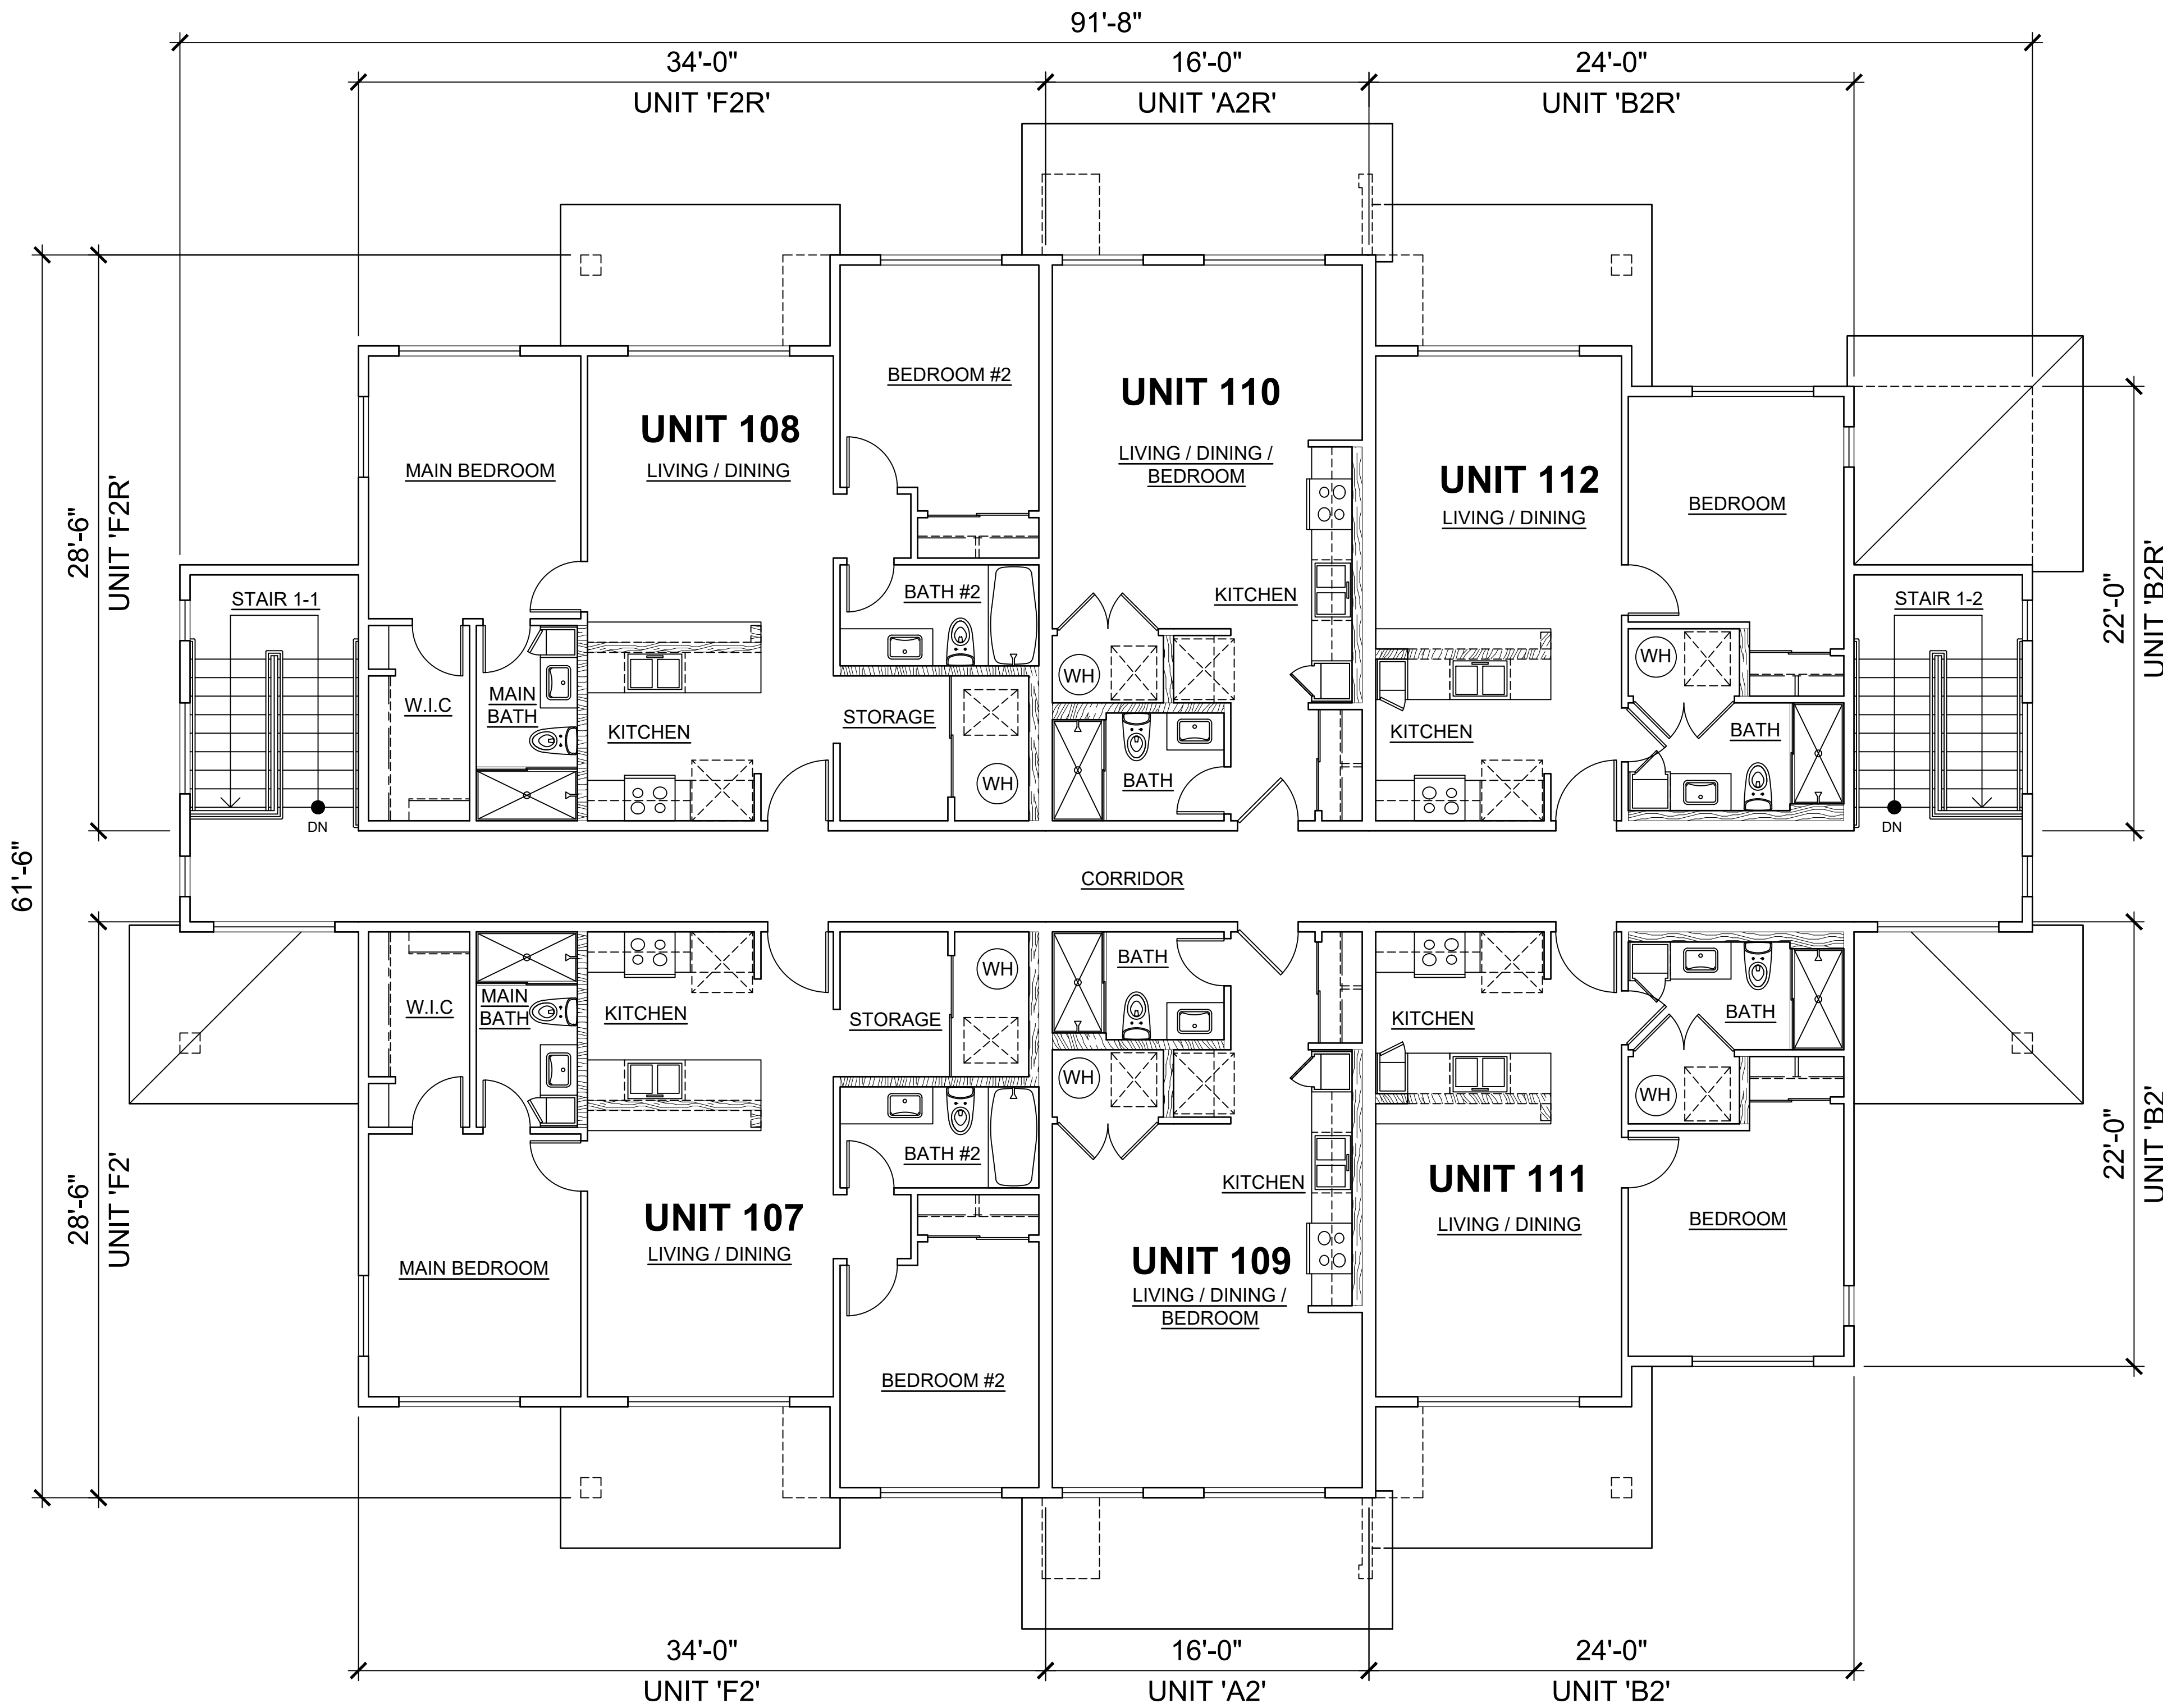 91'-8"
34'-0"
16'-0"
24'-0"
UNIT 'F2R'
UNIT 'A2R'
UNIT 'B2R'
28'-6"
UNIT 'F2R'
61'-6"
28'-6"
UNIT 'F2'
22'-0"
UNIT 'B2R'
22'-0"
UNIT 'B2'
BEDROOM #2
UNIT 108
LIVING / DINING
MAIN BEDROOM
STAIR 1-1
W.I.C
MAIN
BATH
KITCHEN
BATH #2
STORAGE
WH
DN
UNIT 110
LIVING / DINING /
BEDROOM
KITCHEN
WH
BATH
UNIT 112
LIVING / DINING
BEDROOM
KITCHEN
WH
BATH
STAIR 1-2
DN
CORRIDOR
W.I.C
MAIN
BATH
KITCHEN
STORAGE
WH
BATH #2
UNIT 107
LIVING / DINING
MAIN BEDROOM
BEDROOM #2
BATH
WH
KITCHEN
UNIT 109
LIVING / DINING /
BEDROOM
KITCHEN
BATH
WH
UNIT 111
LIVING / DINING
BEDROOM
34'-0"
16'-0"
24'-0"
UNIT 'F2'
UNIT 'A2'
UNIT 'B2'